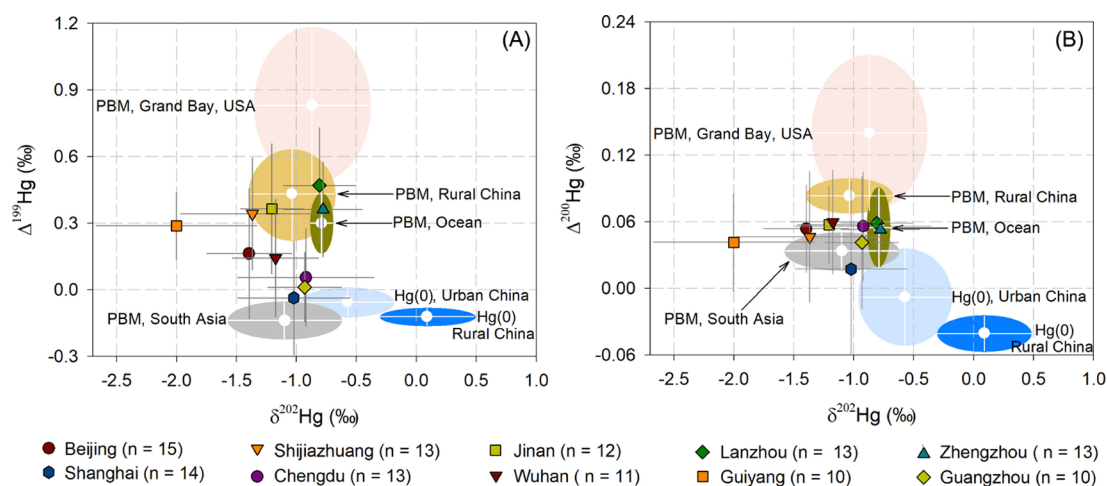 1.2
0.9
0.6
0.3
0.0
-0.3
Δ¹⁹⁹Hg (‰)
(A)
PBM, Grand Bay, USA
PBM, Rural China
PBM, Ocean
Hg(0), Urban China
Hg(0)
Rural China
PBM, South Asia
-2.5 -2.0 -1.5 -1.0 -0.5 0.0 0.5 1.0
δ²⁰²Hg (‰)
0.24
0.18
0.12
0.06
0.00
-0.06
Δ²⁰⁰Hg (‰)
(B)
PBM, Grand Bay, USA
PBM, Rural China
PBM, Ocean
PBM, South Asia
Hg(0), Urban China
Hg(0)
Rural China
-2.5 -2.0 -1.5 -1.0 -0.5 0.0 0.5 1.0
δ²⁰²Hg (‰)
Beijing (n = 15) Shijiazhuang (n = 13) Jinan (n = 12) Lanzhou (n = 13) Zhengzhou ( n = 13)
Shanghai (n = 14) Chengdu (n = 13) Wuhan ( n = 11) Guiyang (n = 10) Guangzhou (n = 10)